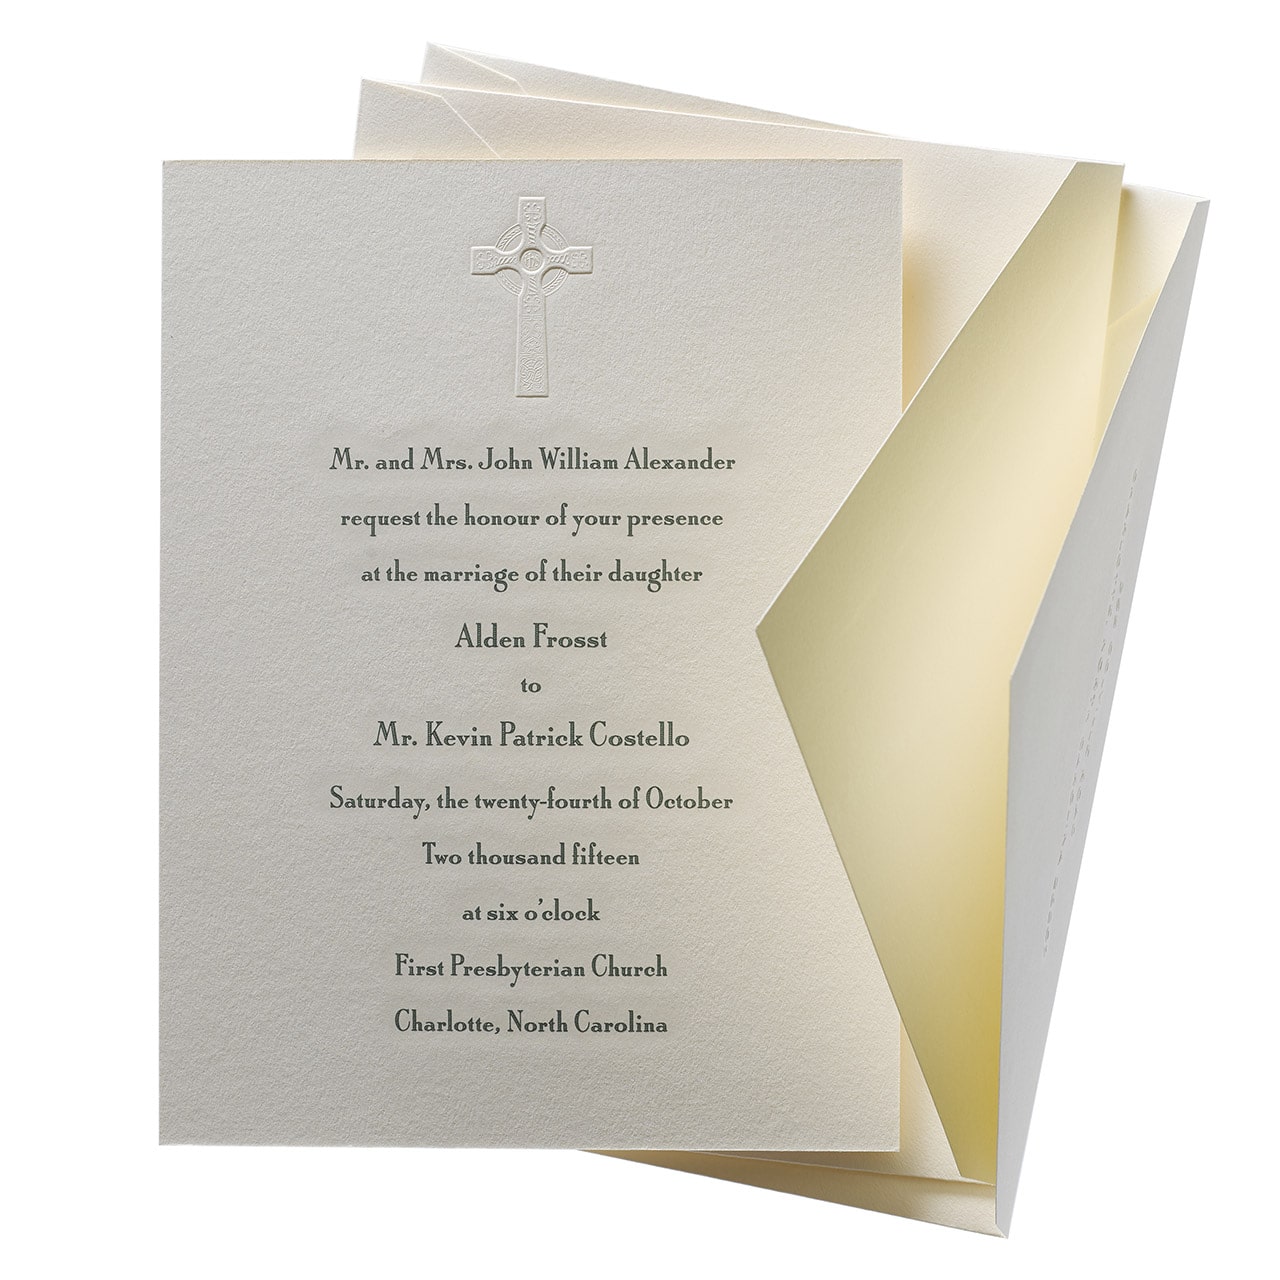 Mr. and Mrs. John William Alexander
request the honour of your presence
at the marriage of their daughter
Alden Frosst
to
Mr. Kevin Patrick Costello
Saturday, the twenty-fourth of October
Two thousand fifteen
at six o'clock
First Presbyterian Church
Charlotte, North Carolina